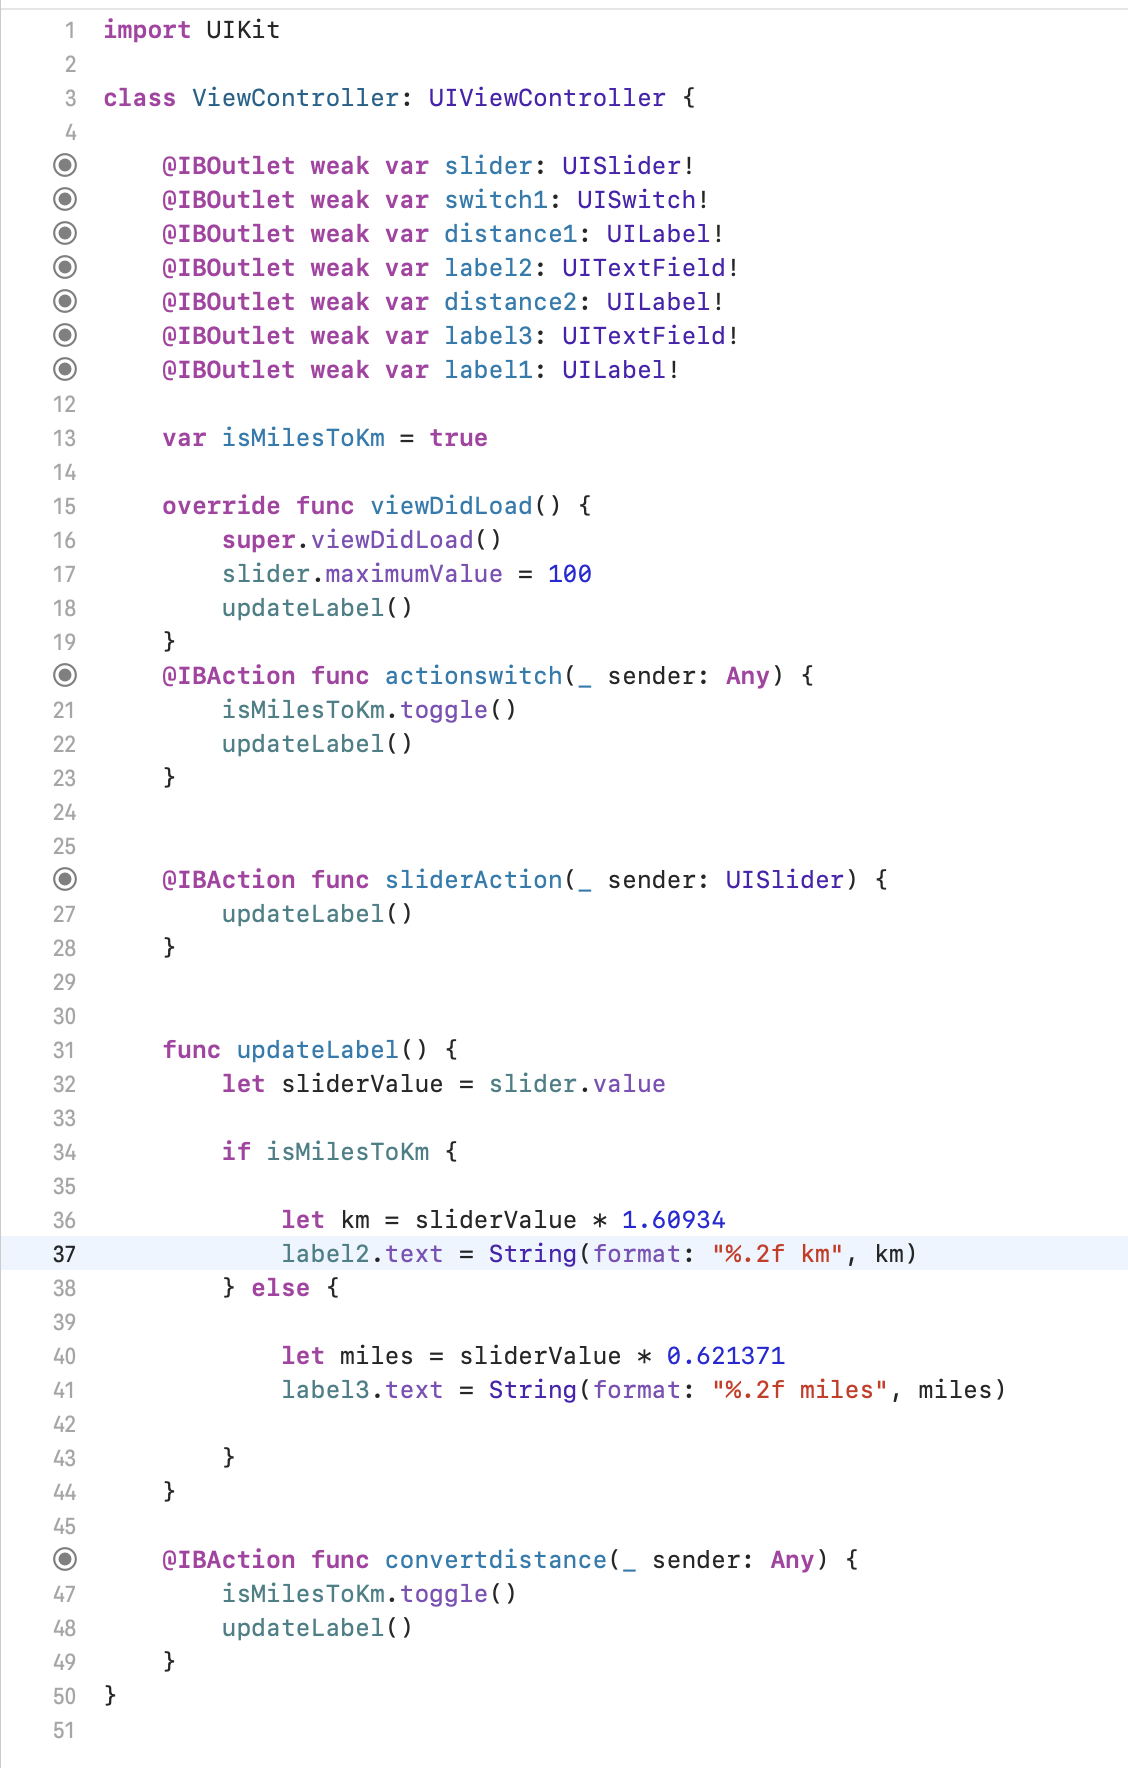 1 import UIKit
2
3 class ViewController: UIViewController {
4
@IBOutlet weak var slider: UISlider!
@IBOutlet weak var switch1: UISwitch!
@IBOutlet weak var distance1: UILabel!
@IBOutlet weak var label2: UITextField!
@IBOutlet weak var distance2: UILabel!
@IBOutlet weak var label3: UITextField!
@IBOutlet weak var label1: UILabel!
12
13 var isMilesToKm = true
14
15 override func viewDidLoad() {
16 super.viewDidLoad()
17 slider.maximumValue = 100
18 updateLabel()
19 }
@IBAction func actionswitch(_ sender: Any) {
21 isMilesToKm.toggle()
22 updateLabel()
23 }
24
25
@IBAction func sliderAction(_ sender: UISlider) {
27 updateLabel()
28 }
29
30
31 func updateLabel() {
32 let sliderValue = slider.value
33
34 if isMilesToKm {
35
36 let km = sliderValue * 1.60934
37 label2.text = String(format: "%.2f km", km)
38 } else {
39
40 let miles = sliderValue * 0.621371
41 label3.text = String(format: "%.2f miles", miles)
42
43 }
44 }
45
@IBAction func convertdistance(_ sender: Any) {
47 isMilesToKm.toggle()
48 updateLabel()
49 }
50 }
51